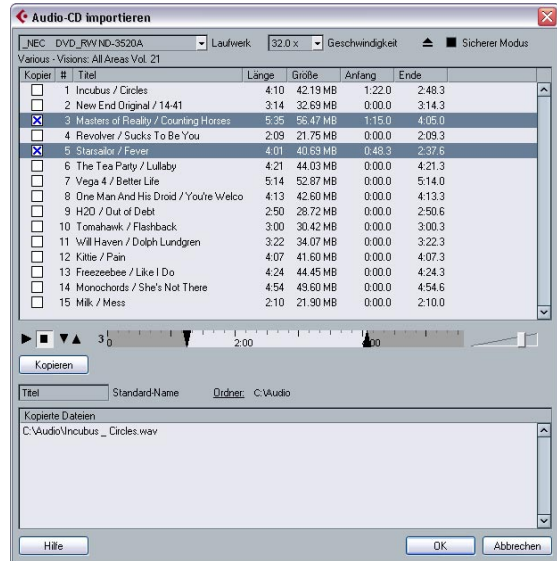 Audio-CD importieren
_NEC DVD_RW ND-3520A Laufwerk 32.0 x Geschwindigkeit Sicherer Modus
Various - Visions: All Areas Vol. 21
Kopier # Titel Länge Größe Anfang Ende
1 Incubus / Circles 4:10 42.19 MB 1:22.0 2:48.3
2 New End Original / 14-41 3:14 32.69 MB 0:00.0 3:14.3
3 Masters of Reality / Counting Horses 5:35 56.47 MB 1:15.0 4:05.0
4 Revolver / Sucks To Be You 2:09 21.75 MB 0:00.0 2:09.3
5 Starsailor / Fever 4:01 40.69 MB 0:48.3 2:37.6
6 The Tea Party / Lullaby 4:21 44.03 MB 0:00.0 4:21.3
7 Vega 4 / Better Life 5:14 52.87 MB 0:00.0 5:14.0
8 One Man And His Droid / You're Welco 4:13 42.60 MB 0:00.0 4:13.3
9 H2O / Out of Debt 2:50 28.72 MB 0:00.0 2:50.6
10 Tomahawk / Flashback 3:00 30.42 MB 0:00.0 3:00.3
11 Will Haven / Dolph Lundgren 3:22 34.07 MB 0:00.0 3:22.3
12 Kittie / Pain 4:07 41.60 MB 0:00.0 4:07.3
13 Freezeebee / Like I Do 4:24 44.45 MB 0:00.0 4:24.3
14 Monochords / She's Not There 4:54 49.60 MB 0:00.0 4:54.6
15 Milk / Mess 2:10 21.90 MB 0:00.0 2:10.0
3 0 2:00
Kopieren
Titel Standard-Name Ordner: C:\Audio
Kopierte Dateien
C:\Audio\Incubus _ Circles.wav
Hilfe OK Abbrechen